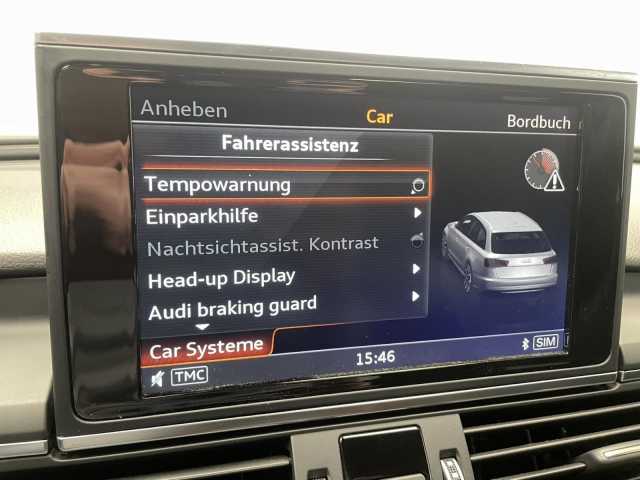 Anheben
Car
Bordbuch
Fahrerassistenz
Tempowarnung
Einparkhilfe
Nachtsichtassist. Kontrast
Head-up Display
Audi braking guard
Car Systeme
15:46
SIM
TMC